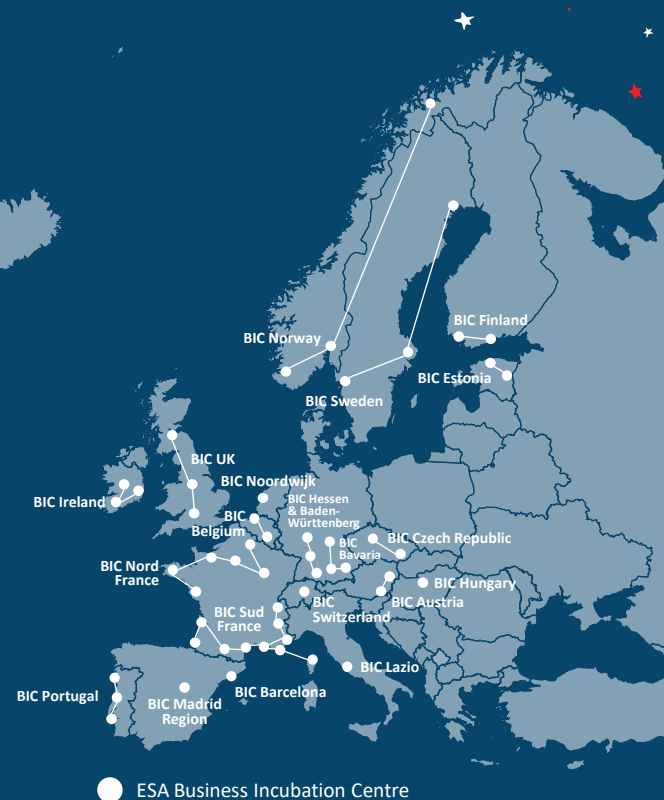 BIC Finland
BIC Norway
BIC Estonia
BIC Sweden
BIC UK
BIC Noordwijk
BIC Ireland
BIC Hessen
& Baden-
Württemberg
BIC
Belgium
BIC Czech Republic
BIC
Bavaria
BIC Nord
France
BIC Hungary
BIC Austria
BIC
Switzerland
BIC Sud
France
BIC Lazio
BIC Barcelona
BIC Portugal
BIC Madrid
Region
ESA Business Incubation Centre